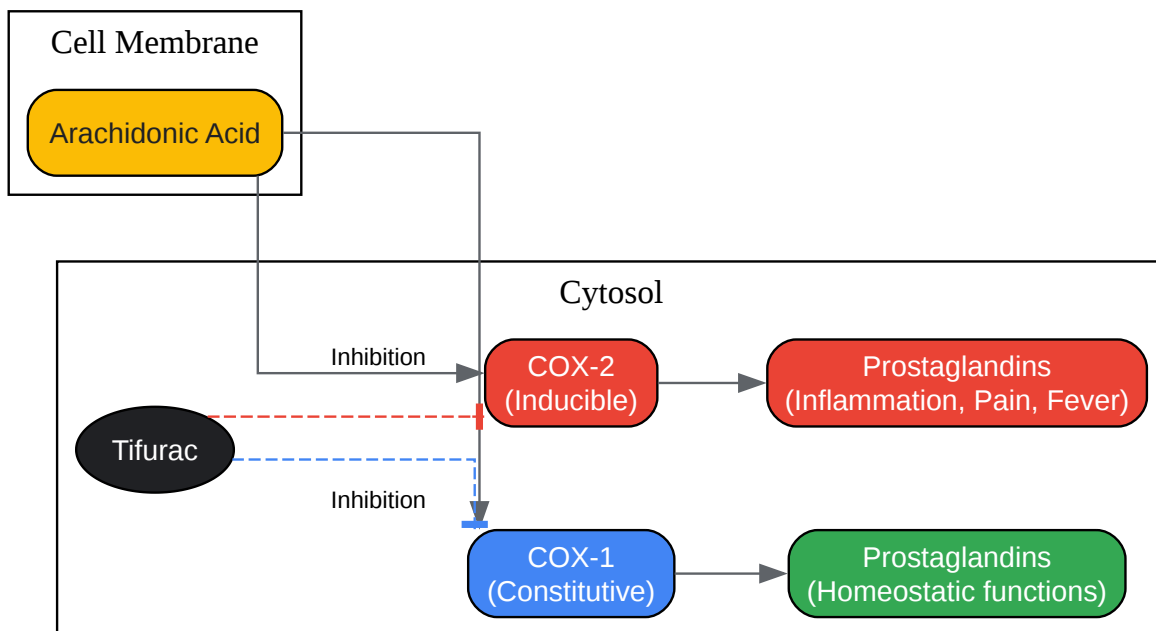 Cell Membrane
Arachidonic Acid
Cytosol
Inhibition
COX-2
(Inducible)
Prostaglandins
(Inflammation, Pain, Fever)
Tifurac
Inhibition
COX-1
(Constitutive)
Prostaglandins
(Homeostatic functions)